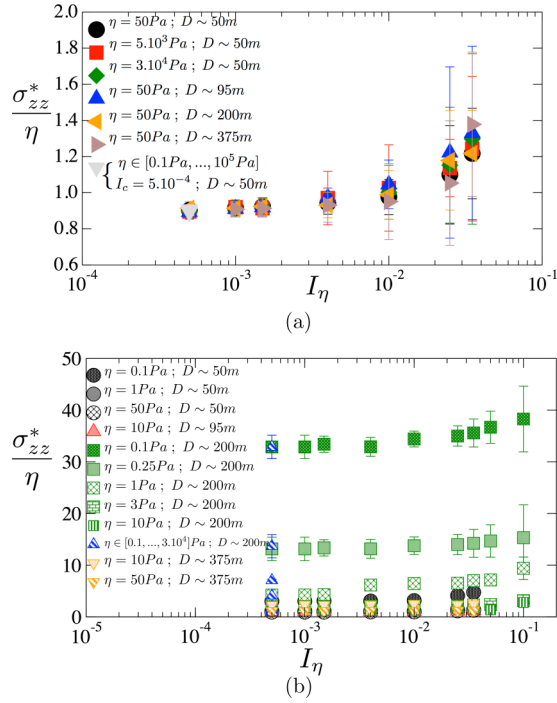 2.0
1.8
1.6
1.4
1.2
1.0
0.8
0.6
σ*zz/η
η = 50Pa ; D ∼ 50m
η = 5.10³Pa ; D ∼ 50m
η = 3.10⁴Pa ; D ∼ 50m
η = 50Pa ; D ∼ 95m
η = 50Pa ; D ∼ 200m
η = 50Pa ; D ∼ 375m
η ∈ [0.1Pa, ..., 10⁵Pa]
{ I_c = 5.10⁻⁴ ; D ∼ 50m
10⁻⁴ 10⁻³ 10⁻² 10⁻¹
I_η
(a)
50
40
30
20
10
0
σ*zz/η
η = 0.1Pa ; D ∼ 50m
η = 1Pa ; D ∼ 50m
η = 50Pa ; D ∼ 50m
η = 10Pa ; D ∼ 95m
η = 0.1Pa ; D ∼ 200m
η = 0.25Pa ; D ∼ 200m
η = 1Pa ; D ∼ 200m
η = 3Pa ; D ∼ 200m
η = 10Pa ; D ∼ 200m
η ∈ [0.1, ..., 3.10⁴]Pa ; D ∼ 200m
η = 10Pa ; D ∼ 375m
η = 50Pa ; D ∼ 375m
10⁻⁵ 10⁻⁴ 10⁻³ 10⁻² 10⁻¹
I_η
(b)